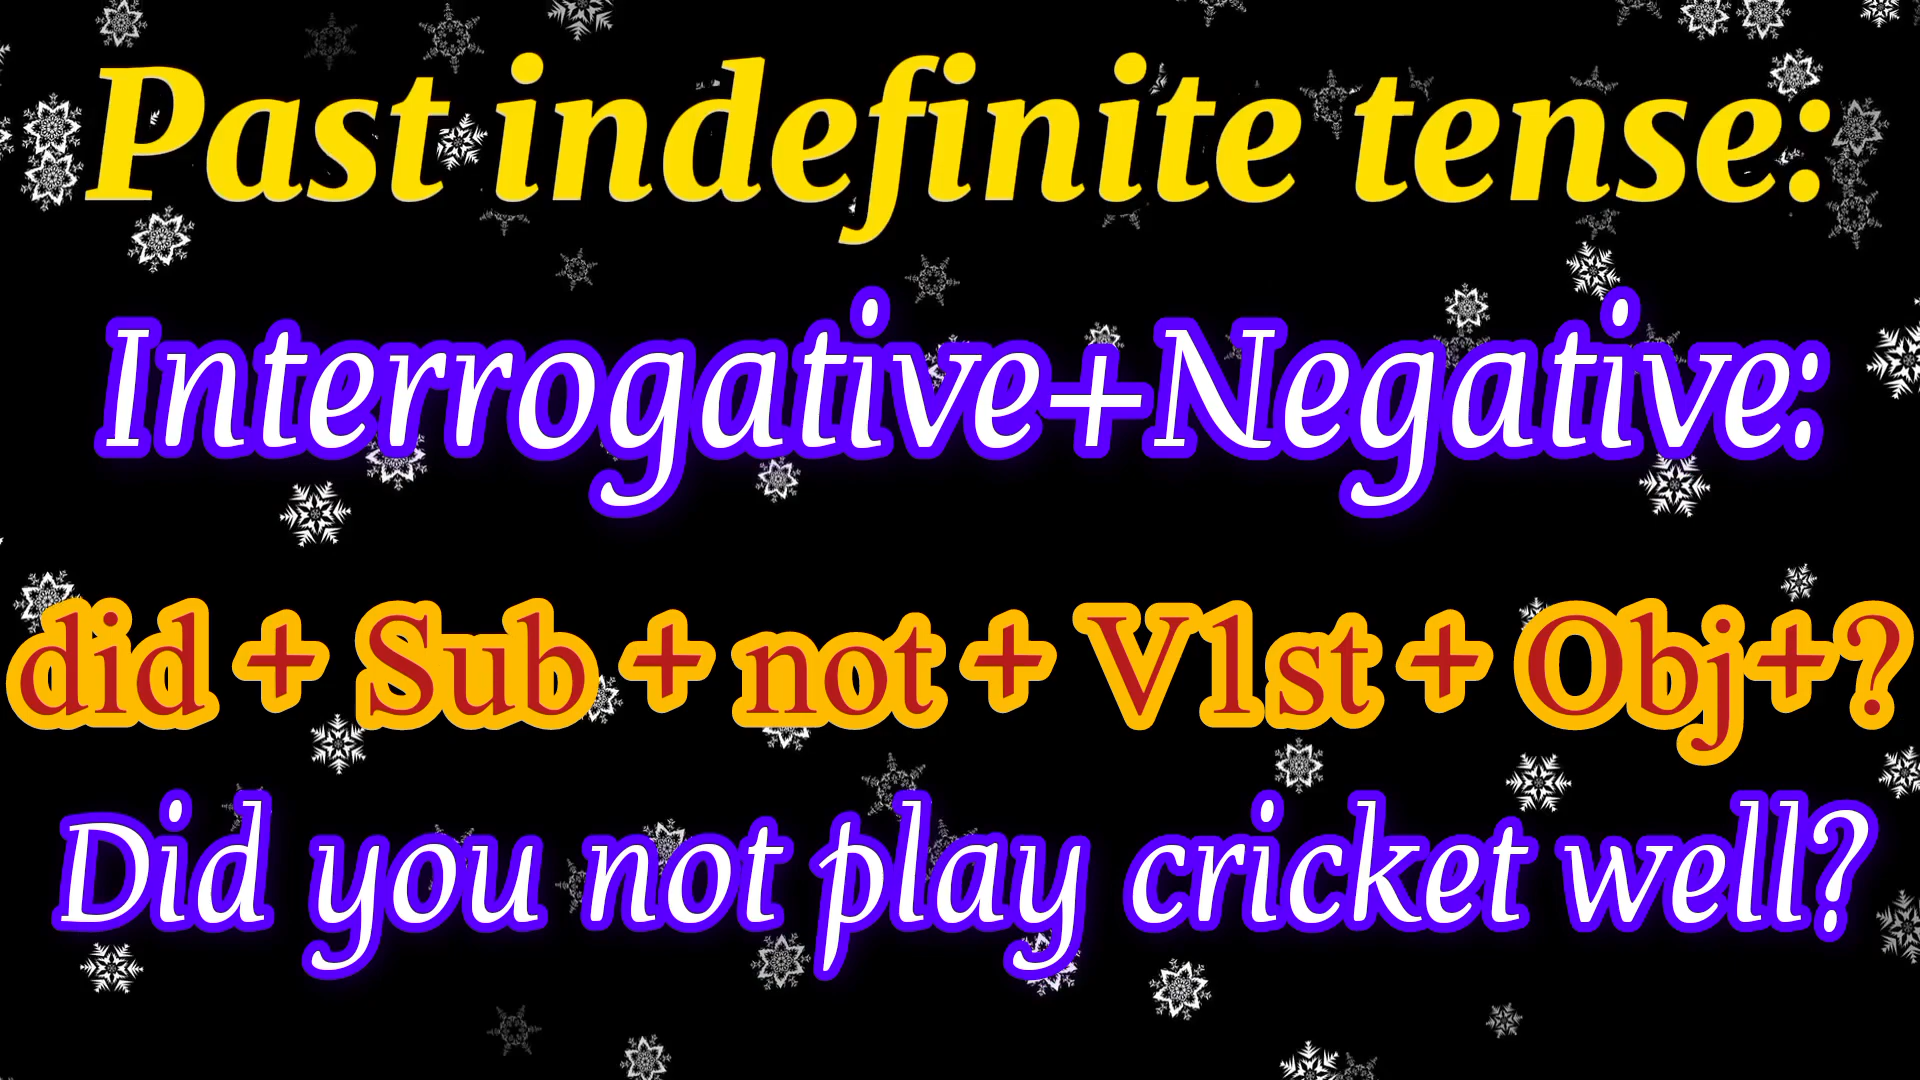 Past indefinite tense:
Interrogative+Negative:
did + Sub + not + V1st + Obj+?
Did you not play cricket well?